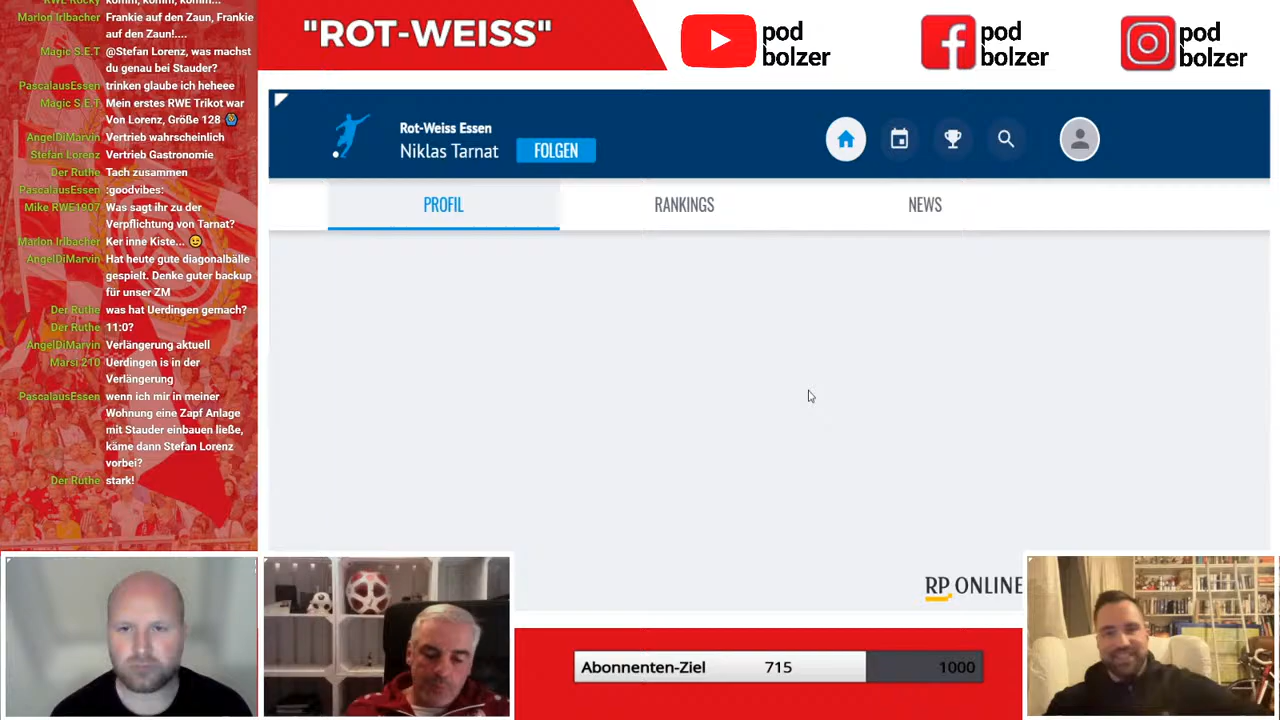 RWE Rocky komm, komm, komm...
Marlon Irlbacher Frankie auf den Zaun, Frankie
auf den Zaun!....
Magic S.E.T @Stefan Lorenz, was machst
du genau bei Stauder?
PascalausEssen trinken glaube ich heheee
Magic S.E.T Mein erstes RWE Trikot war
Von Lorenz, Größe 128
AngelDiMarvin Vertrieb wahrscheinlich
Stefan Lorenz Vertrieb Gastronomie
Der Ruthe Tach zusammen
PascalausEssen :goodvibes:
Mike RWE1907 Was sagt ihr zu der
Verpflichtung von Tarnat?
Marlon Irlbacher Ker inne Kiste... 😉
AngelDiMarvin Hat heute gute diagonalbälle
gespielt. Denke guter backup
für unser ZM
Der Ruthe was hat Uerdingen gemach?
Der Ruthe 11:0?
AngelDiMarvin Verlängerung aktuell
Marsi 210 Uerdingen is in der
Verlängerung
PascalausEssen wenn ich mir in meiner
Wohnung eine Zapf Anlage
mit Stauder einbauen ließe,
käme dann Stefan Lorenz
vorbei?
Der Ruthe stark!
"ROT-WEISS"
pod
bolzer
pod
bolzer
pod
bolzer
Rot-Weiss Essen
Niklas Tarnat FOLGEN
PROFIL RANKINGS NEWS
RP ONLINE
Abonnenten-Ziel 715 1000